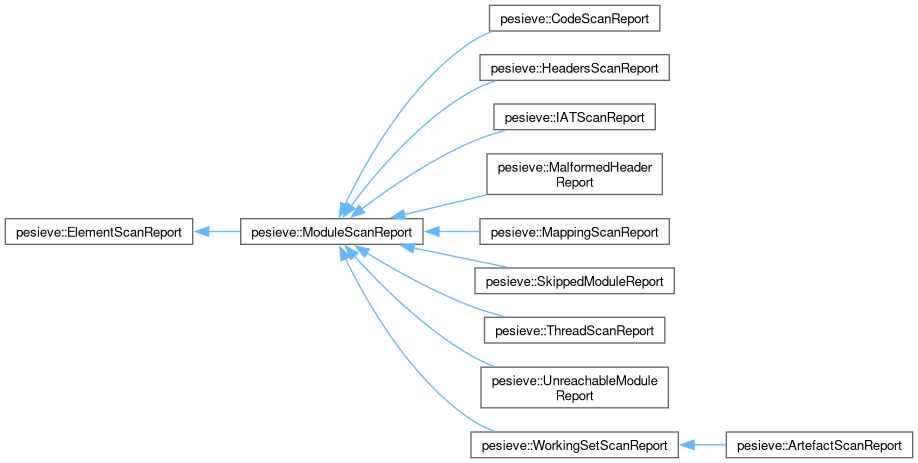 pesieve::CodeScanReport
pesieve::HeadersScanReport
pesieve::IATScanReport
pesieve::MalformedHeader
Report
pesieve::ElementScanReport
pesieve::ModuleScanReport
pesieve::MappingScanReport
pesieve::SkippedModuleReport
pesieve::ThreadScanReport
pesieve::UnreachableModule
Report
pesieve::WorkingSetScanReport
pesieve::ArtefactScanReport